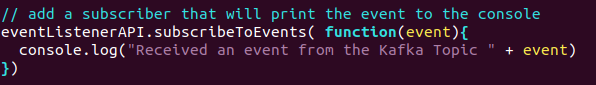 // add a subscriber that will print the event to the console
eventListenerAPI.subscribeToEvents( function(event){
  console.log("Received an event from the Kafka Topic " + event)
})